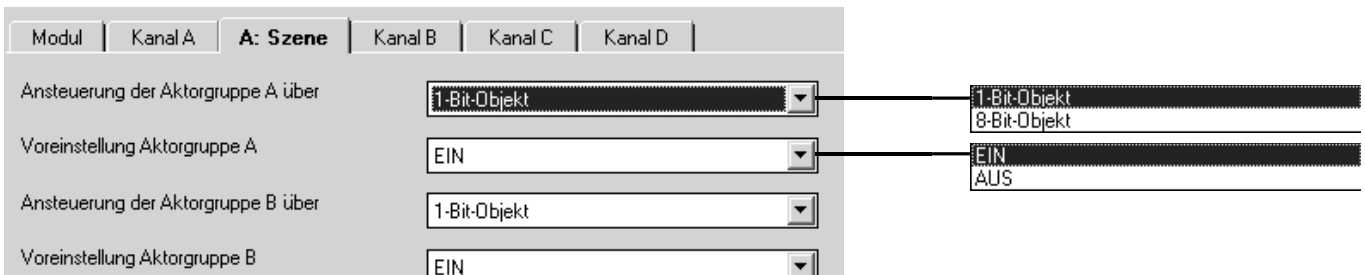 Modul Kanal A A: Szene Kanal B Kanal C Kanal D
Ansteuerung der Aktorgruppe A über 1-Bit-Objekt 1-Bit-Objekt
8-Bit-Objekt
Voreinstellung Aktorgruppe A EIN EIN
AUS
Ansteuerung der Aktorgruppe B über 1-Bit-Objekt
Voreinstellung Aktorgruppe B EIN